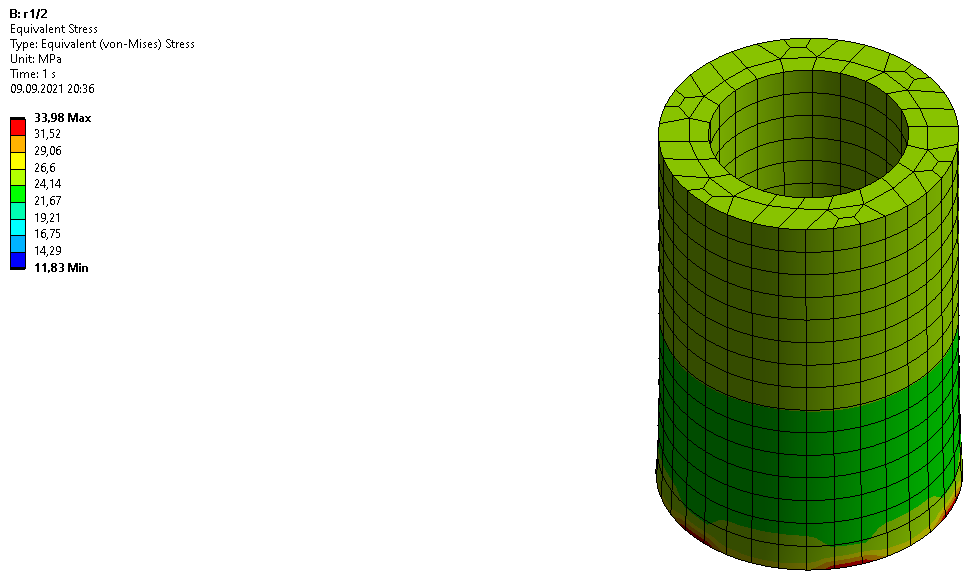 B: r1/2
Equivalent Stress
Type: Equivalent (von-Mises) Stress
Unit: MPa
Time: 1 s
09.09.2021 20:36
33,98 Max
31,52
29,06
26,6
24,14
21,67
19,21
16,75
14,29
11,83 Min